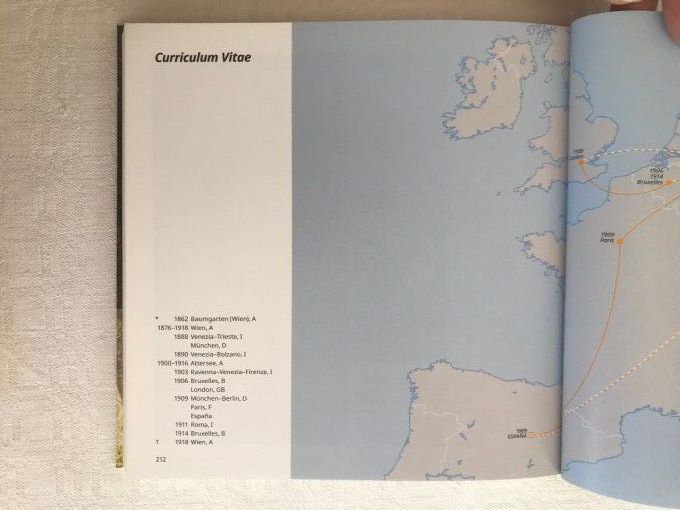 Curriculum Vitae
* 1862 Baumgarten (Wien), A
1876–1918 Wien, A
1888 Venezia–Trieste, I
München, D
1890 Venezia–Bolzano, I
1900–1916 Attersee, A
1903 Ravenna–Venezia–Firenze, I
1906 Bruxelles, B
London, GB
1909 München–Berlin, D
Paris, F
España
1911 Roma, I
1914 Bruxelles, B
† 1918 Wien, A
212
1906
1914
Bruxelles
1909
Paris
1909
ESPAÑA